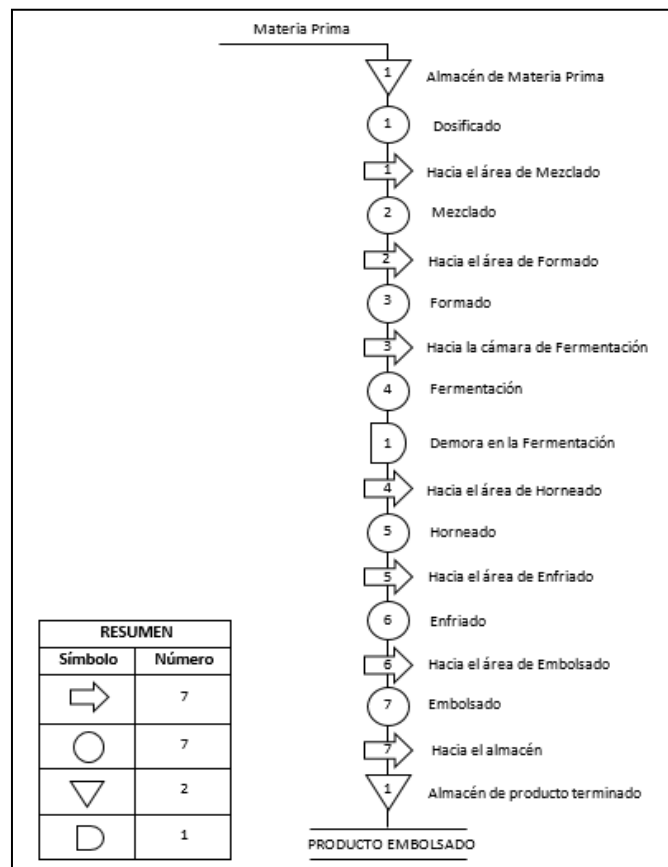 Materia Prima
1 Almacén de Materia Prima
1 Dosificado
1 Hacia el área de Mezclado
2 Mezclado
2 Hacia el área de Formado
3 Formado
3 Hacia la cámara de Fermentación
4 Fermentación
1 Demora en la Fermentación
4 Hacia el área de Horneado
5 Horneado
5 Hacia el área de Enfriado
6 Enfriado
6 Hacia el área de Embolsado
7 Embolsado
7 Hacia el almacén
1 Almacén de producto terminado
PRODUCTO EMBOLSADO
RESUMEN
Símbolo Número
7
7
2
1